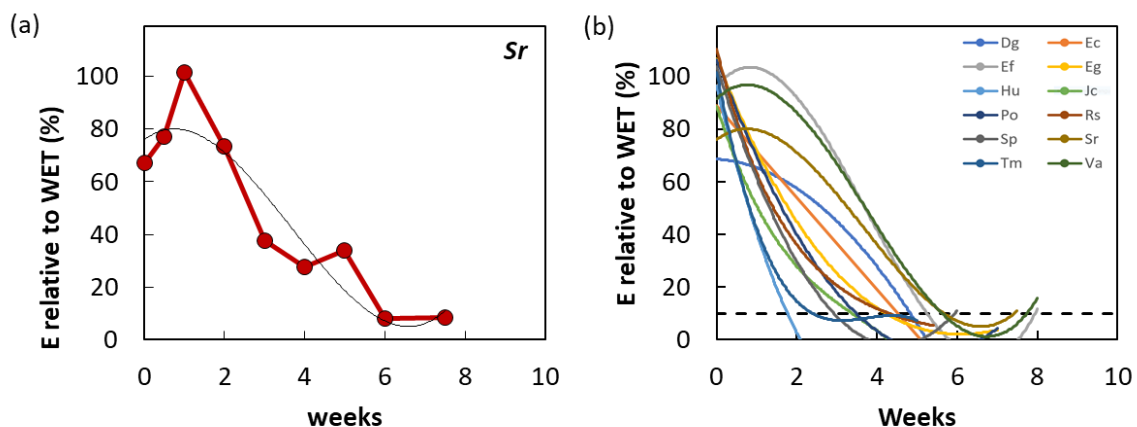 (a)
Sr
E relative to WET (%)
100
80
60
40
20
0
0 2 4 6 8 10
weeks
(b)
Dg Ec
Ef Eg
Hu Jc
Po Rs
Sp Sr
Tm Va
E relative to WET (%)
100
80
60
40
20
0
0 2 4 6 8 10
Weeks